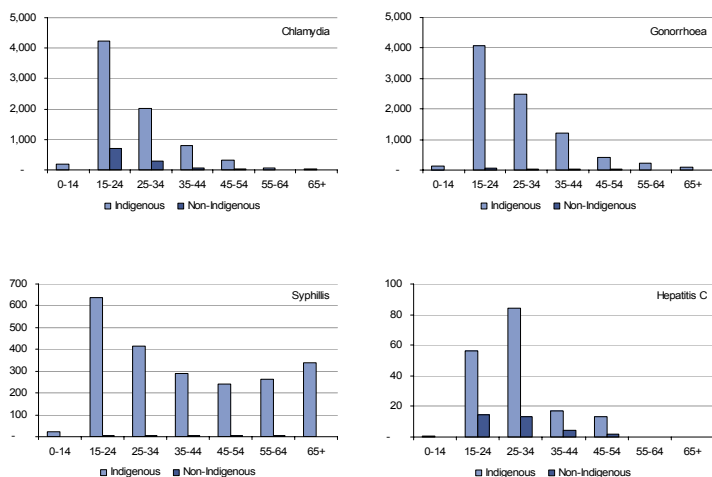 Chlamydia
5,000
4,000
3,000
2,000
1,000
-
0-14 15-24 25-34 35-44 45-54 55-64 65+
Indigenous Non-Indigenous
Gonorrhoea
5,000
4,000
3,000
2,000
1,000
-
0-14 15-24 25-34 35-44 45-54 55-64 65+
Indigenous Non-Indigenous
Syphillis
700
600
500
400
300
200
100
-
0-14 15-24 25-34 35-44 45-54 55-64 65+
Indigenous Non-Indigenous
Hepatitis C
100
80
60
40
20
-
0-14 15-24 25-34 35-44 45-54 55-64 65+
Indigenous Non-Indigenous